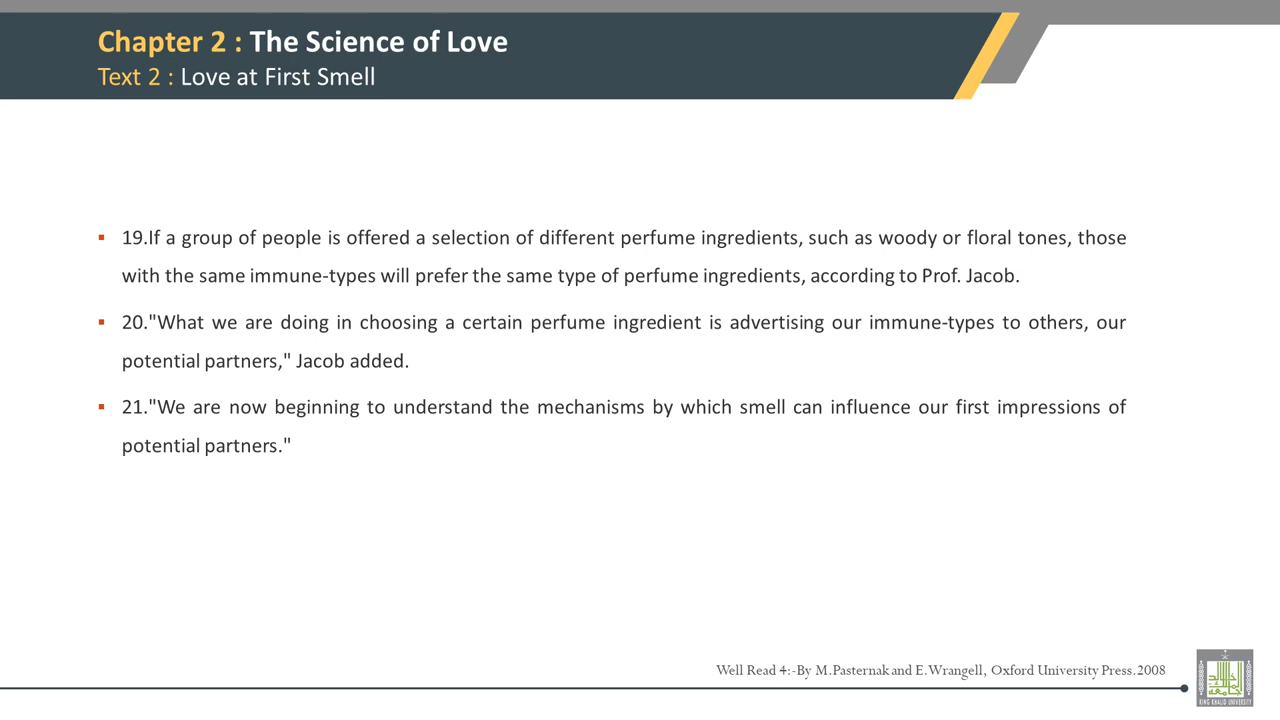 Chapter 2 : The Science of Love
Text 2 : Love at First Smell
▪ 19.If a group of people is offered a selection of different perfume ingredients, such as woody or floral tones, those
with the same immune-types will prefer the same type of perfume ingredients, according to Prof. Jacob.
▪ 20."What we are doing in choosing a certain perfume ingredient is advertising our immune-types to others, our
potential partners," Jacob added.
▪ 21."We are now beginning to understand the mechanisms by which smell can influence our first impressions of
potential partners."
Well Read 4:-By M.Pasternak and E.Wrangell, Oxford University Press.2008
KING KHALID UNIVERSITY